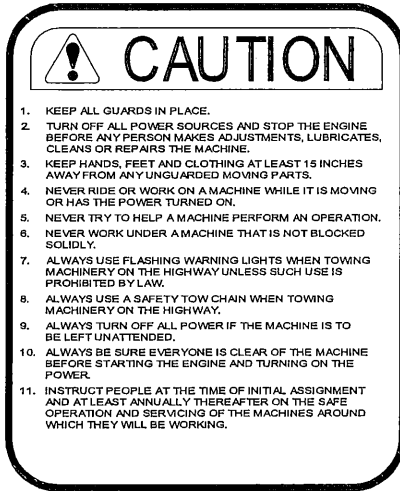 CAUTION
1. KEEP ALL GUARDS IN PLACE.
2. TURN OFF ALL POWER SOURCES AND STOP THE ENGINE
BEFORE ANY PERSON MAKES ADJUSTMENTS, LUBRICATES,
CLEANS OR REPAIRS THE MACHINE.
3. KEEP HANDS, FEET AND CLOTHING AT LEAST 15 INCHES
AWAY FROM ANY UNGUARDED MOVING PARTS.
4. NEVER RIDE OR WORK ON A MACHINE WHILE IT IS MOVING
OR HAS THE POWER TURNED ON.
5. NEVER TRY TO HELP A MACHINE PERFORM AN OPERATION.
6. NEVER WORK UNDER A MACHINE THAT IS NOT BLOCKED
SOLIDLY.
7. ALWAYS USE FLASHING WARNING LIGHTS WHEN TOWING
MACHINERY ON THE HIGHWAY UNLESS SUCH USE IS
PROHIBITED BY LAW.
8. ALWAYS USE A SAFETY TOW CHAIN WHEN TOWING
MACHINERY ON THE HIGHWAY.
9. ALWAYS TURN OFF ALL POWER IF THE MACHINE IS TO
BE LEFT UNATTENDED.
10. ALWAYS BE SURE EVERYONE IS CLEAR OF THE MACHINE
BEFORE STARTING THE ENGINE AND TURNING ON THE
POWER.
11. INSTRUCT PEOPLE AT THE TIME OF INITIAL ASSIGNMENT
AND AT LEAST ANNUALLY THEREAFTER ON THE SAFE
OPERATION AND SERVICING OF THE MACHINES AROUND
WHICH THEY WILL BE WORKING.